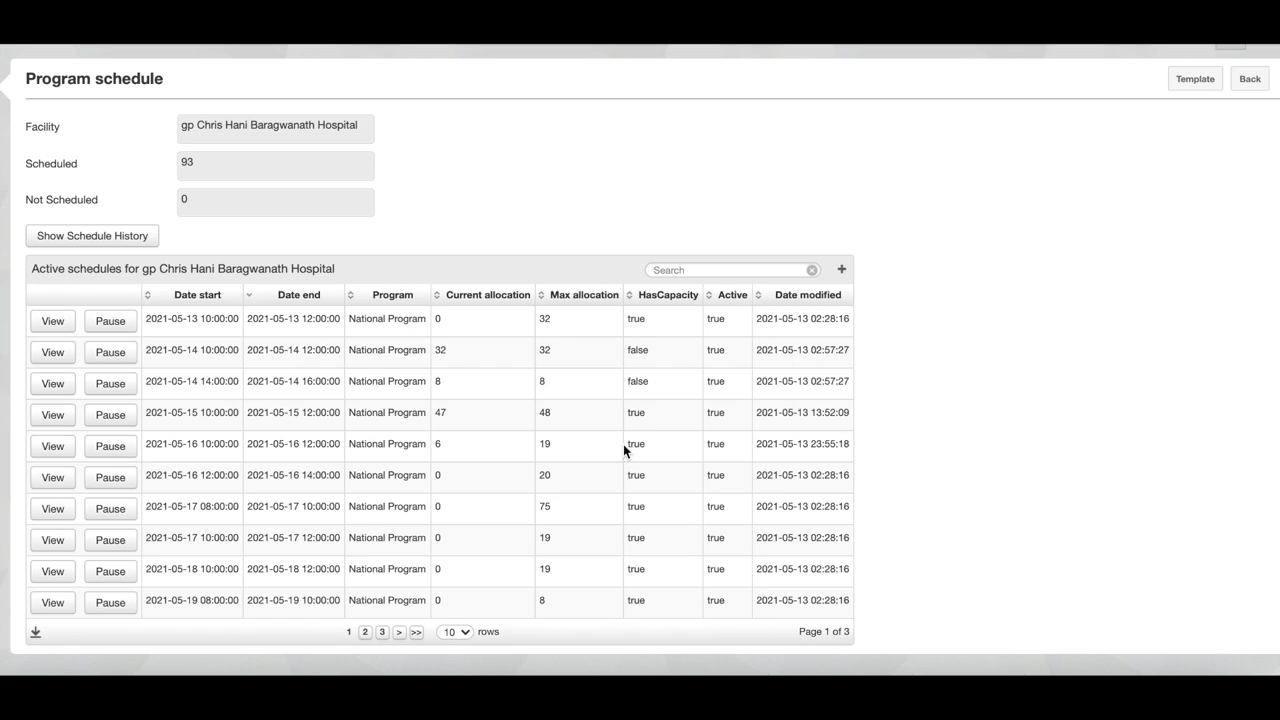 Program schedule Template Back
Facility gp Chris Hani Baragwanath Hospital
Scheduled 93
Not Scheduled 0
Show Schedule History
Active schedules for gp Chris Hani Baragwanath Hospital Search +
Date start Date end Program Current allocation Max allocation HasCapacity Active Date modified
View Pause 2021-05-13 10:00:00 2021-05-13 12:00:00 National Program 0 32 true true 2021-05-13 02:28:16
View Pause 2021-05-14 10:00:00 2021-05-14 12:00:00 National Program 32 32 false true 2021-05-13 02:57:27
View Pause 2021-05-14 14:00:00 2021-05-14 16:00:00 National Program 8 8 false true 2021-05-13 02:57:27
View Pause 2021-05-15 10:00:00 2021-05-15 12:00:00 National Program 47 48 true true 2021-05-13 13:52:09
View Pause 2021-05-16 10:00:00 2021-05-16 12:00:00 National Program 6 19 true true 2021-05-13 23:55:18
View Pause 2021-05-16 12:00:00 2021-05-16 14:00:00 National Program 0 20 true true 2021-05-13 02:28:16
View Pause 2021-05-17 08:00:00 2021-05-17 10:00:00 National Program 0 75 true true 2021-05-13 02:28:16
View Pause 2021-05-17 10:00:00 2021-05-17 12:00:00 National Program 0 19 true true 2021-05-13 02:28:16
View Pause 2021-05-18 10:00:00 2021-05-18 12:00:00 National Program 0 19 true true 2021-05-13 02:28:16
View Pause 2021-05-19 08:00:00 2021-05-19 10:00:00 National Program 0 8 true true 2021-05-13 02:28:16
1 2 3 > >> 10 rows Page 1 of 3